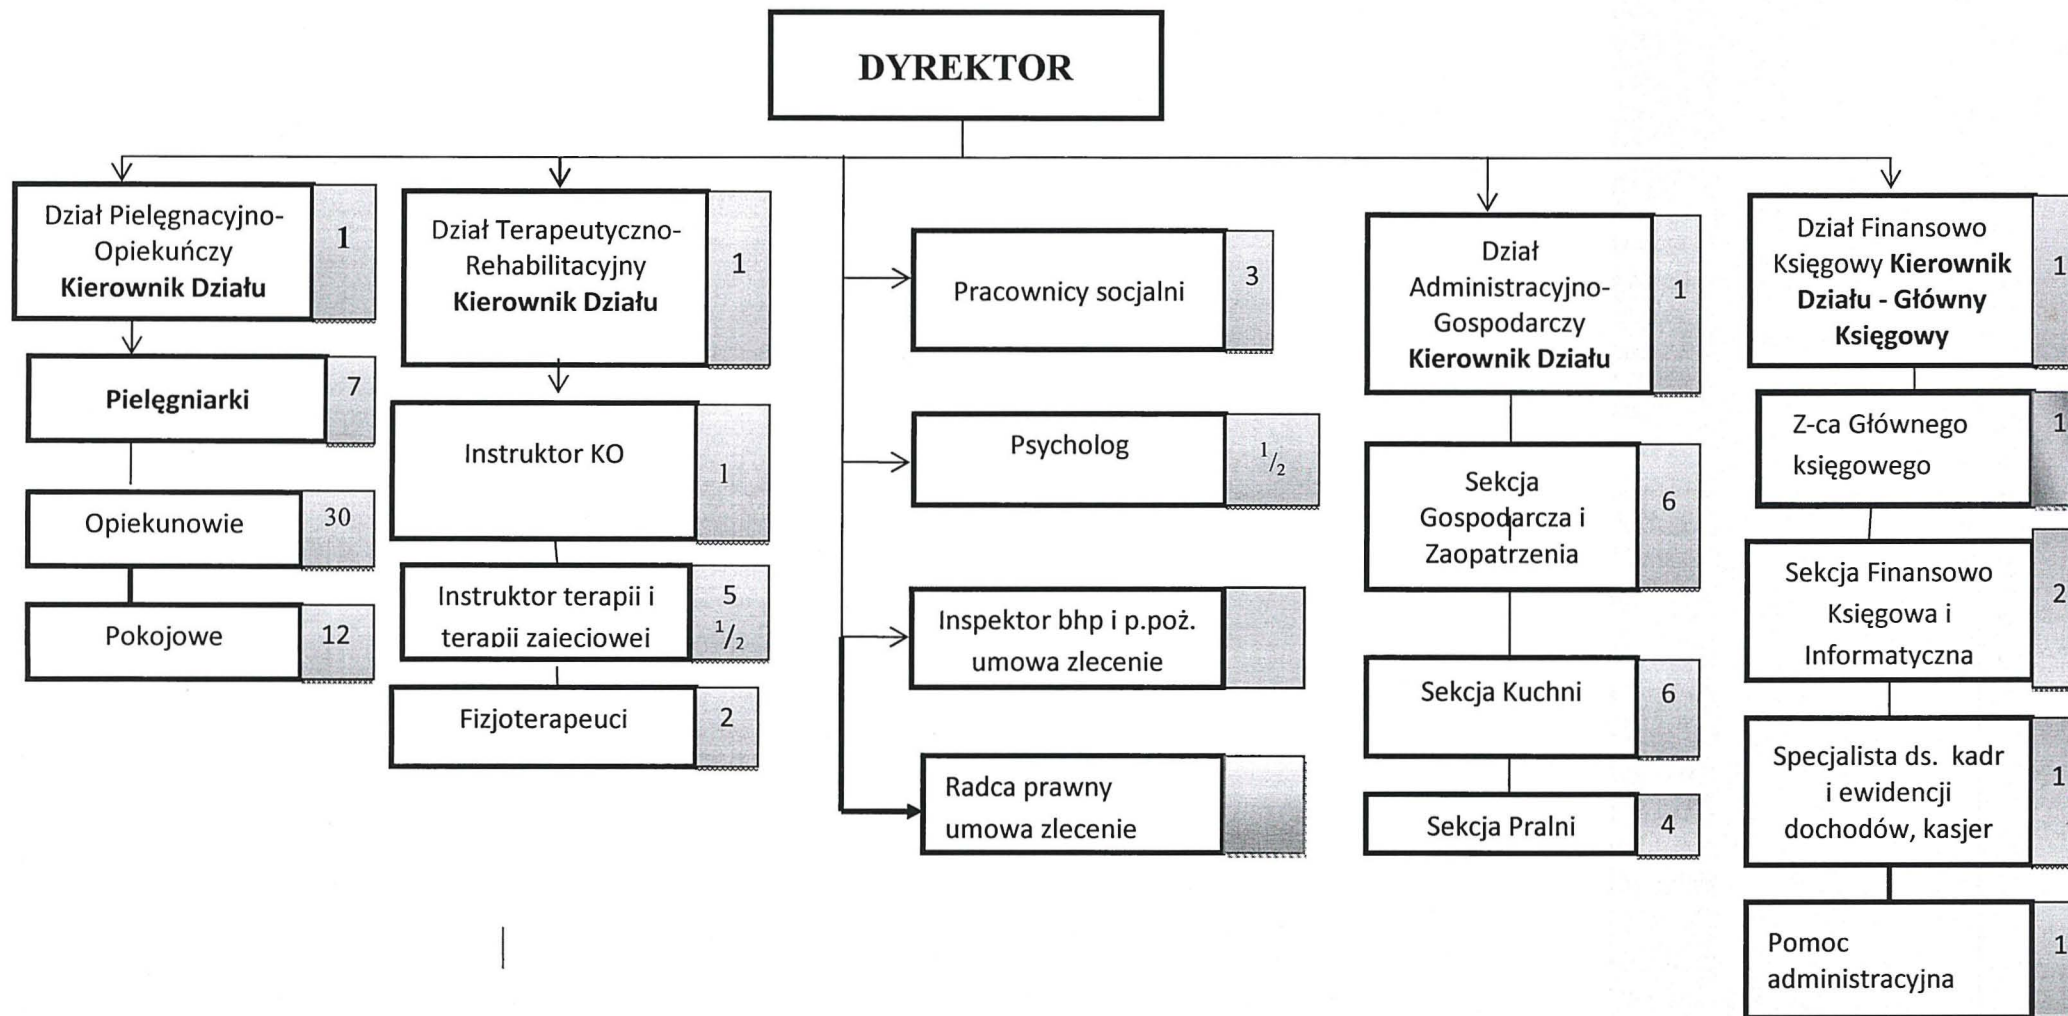 DYREKTOR
Dział Pielęgnacyjno-
Opiekuńczy
Kierownik Działu
1
Pielęgniarki
7
Opiekunowie
30
Pokojowe
12
Dział Terapeutyczno-
Rehabilitacyjny
Kierownik Działu
1
Instruktor KO
1
Instruktor terapii i
terapii zajęciowej
5
1/2
Fizjoterapeuci
2
Pracownicy socjalni
3
Psycholog
1/2
Inspektor bhp i p.poż.
umowa zlecenie
Radca prawny
umowa zlecenie
Dział
Administracyjno-
Gospodarczy
Kierownik Działu
1
Sekcja
Gospodarcza i
Zaopatrzenia
6
Sekcja Kuchni
6
Sekcja Pralni
4
Dział Finansowo
Księgowy Kierownik
Działu - Główny
Księgowy
1
Z-ca Głównego
księgowego
1
Sekcja Finansowo
Księgowa i
Informatyczna
2
Specjalista ds. kadr
i ewidencji
dochodów, kasjer
1
Pomoc
administracyjna
1